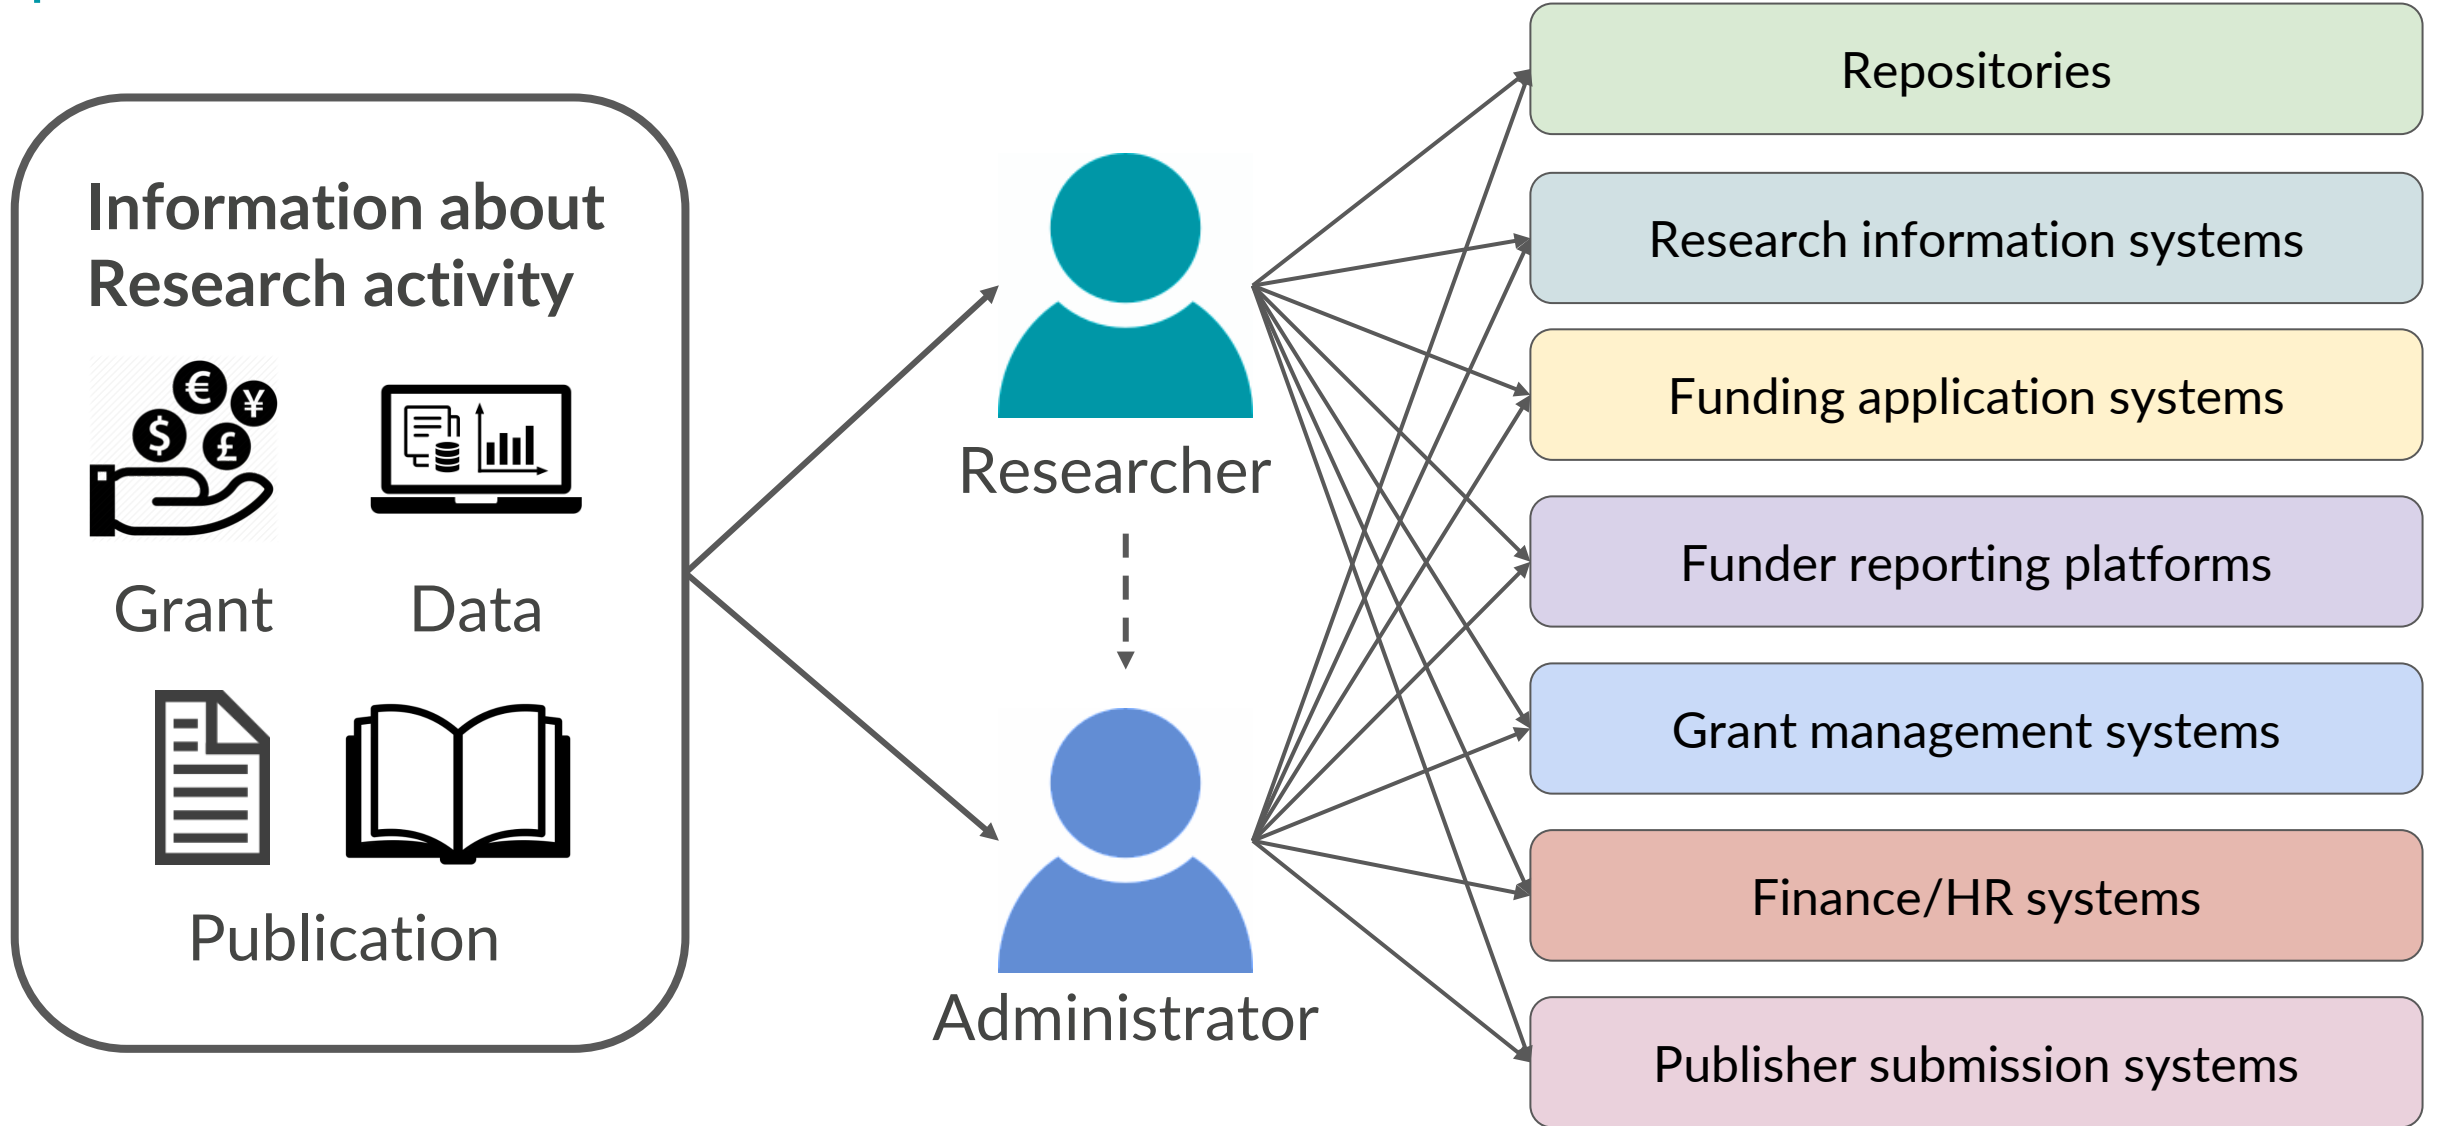 Information about
Research activity
€
¥
$
£
Grant
Data
Publication
Researcher
Administrator
Repositories
Research information systems
Funding application systems
Funder reporting platforms
Grant management systems
Finance/HR systems
Publisher submission systems